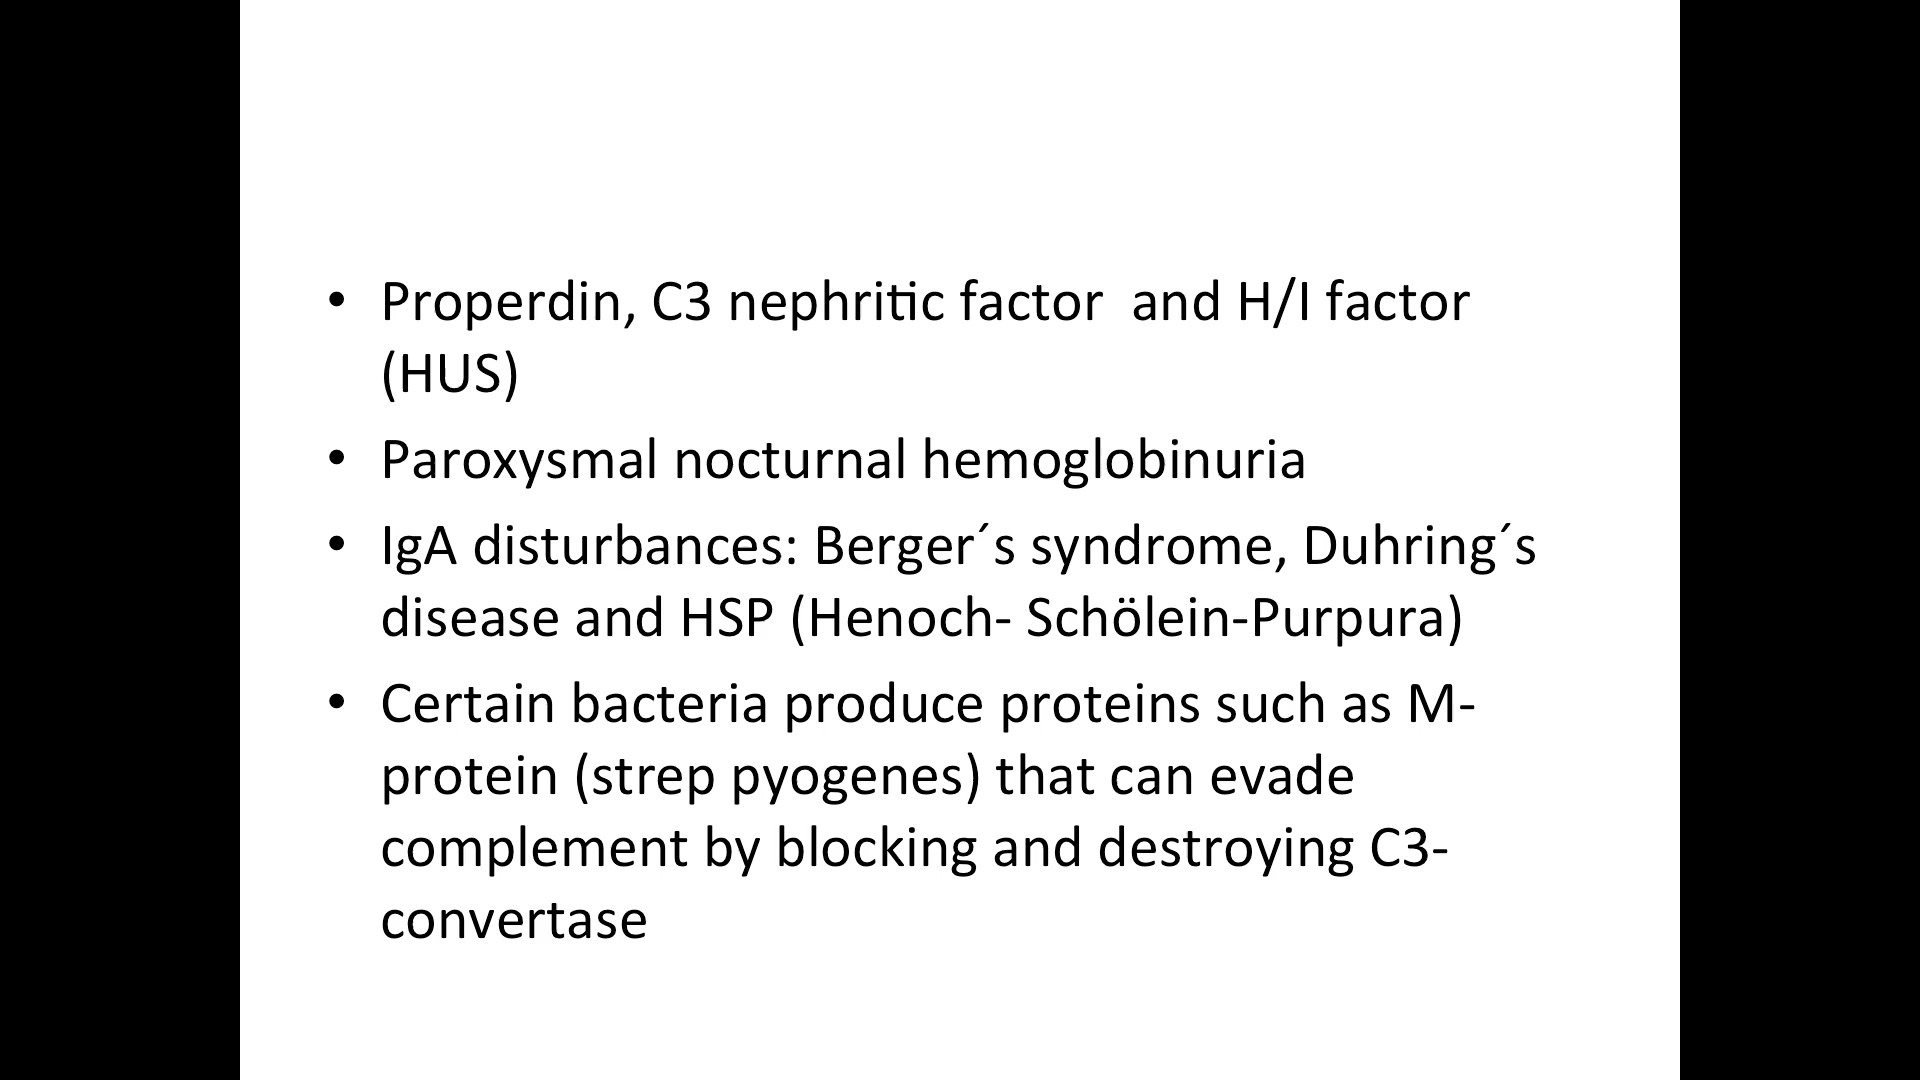 • Properdin, C3 nephritic factor  and H/I factor
(HUS)
• Paroxysmal nocturnal hemoglobinuria
• IgA disturbances: Berger´s syndrome, Duhring´s
disease and HSP (Henoch- Schölein-Purpura)
• Certain bacteria produce proteins such as M-
protein (strep pyogenes) that can evade
complement by blocking and destroying C3-
convertase